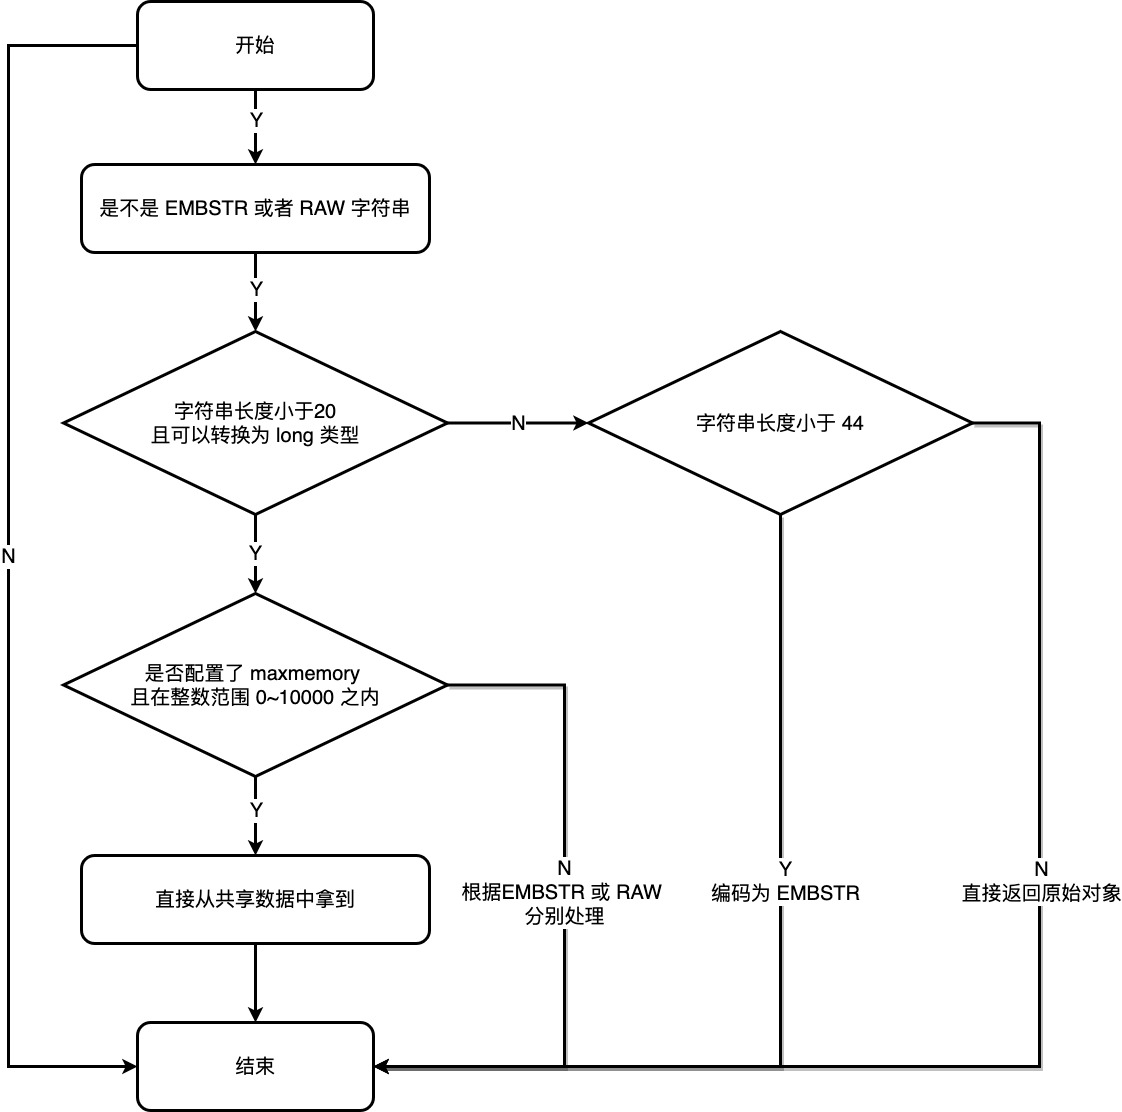 开始
Y
是不是 EMBSTR 或者 RAW 字符串
Y
字符串长度小于20
且可以转换为 long 类型
N
字符串长度小于 44
Y
N
是否配置了 maxmemory
且在整数范围 0~10000 之内
Y
N
根据EMBSTR 或 RAW
分别处理
Y
编码为 EMBSTR
N
直接返回原始对象
直接从共享数据中拿到
结束